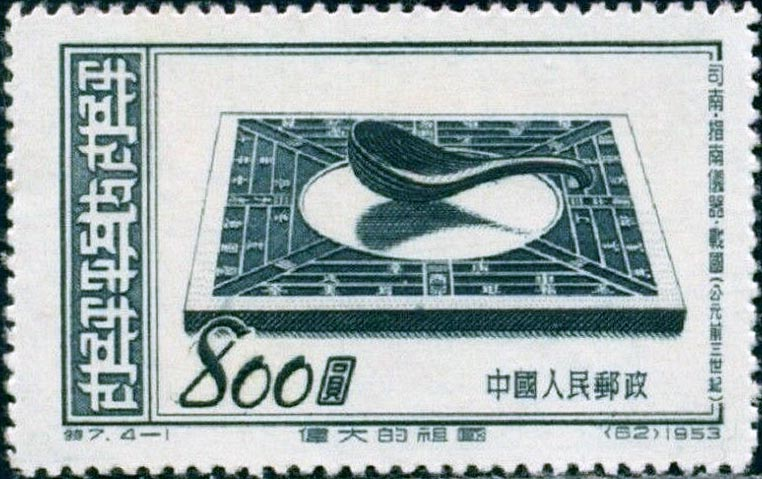 司南·指南儀器·戰國(公元前三世紀)
800圓
中國人民郵政
特7.4—1
偉大的祖國
(62)1953